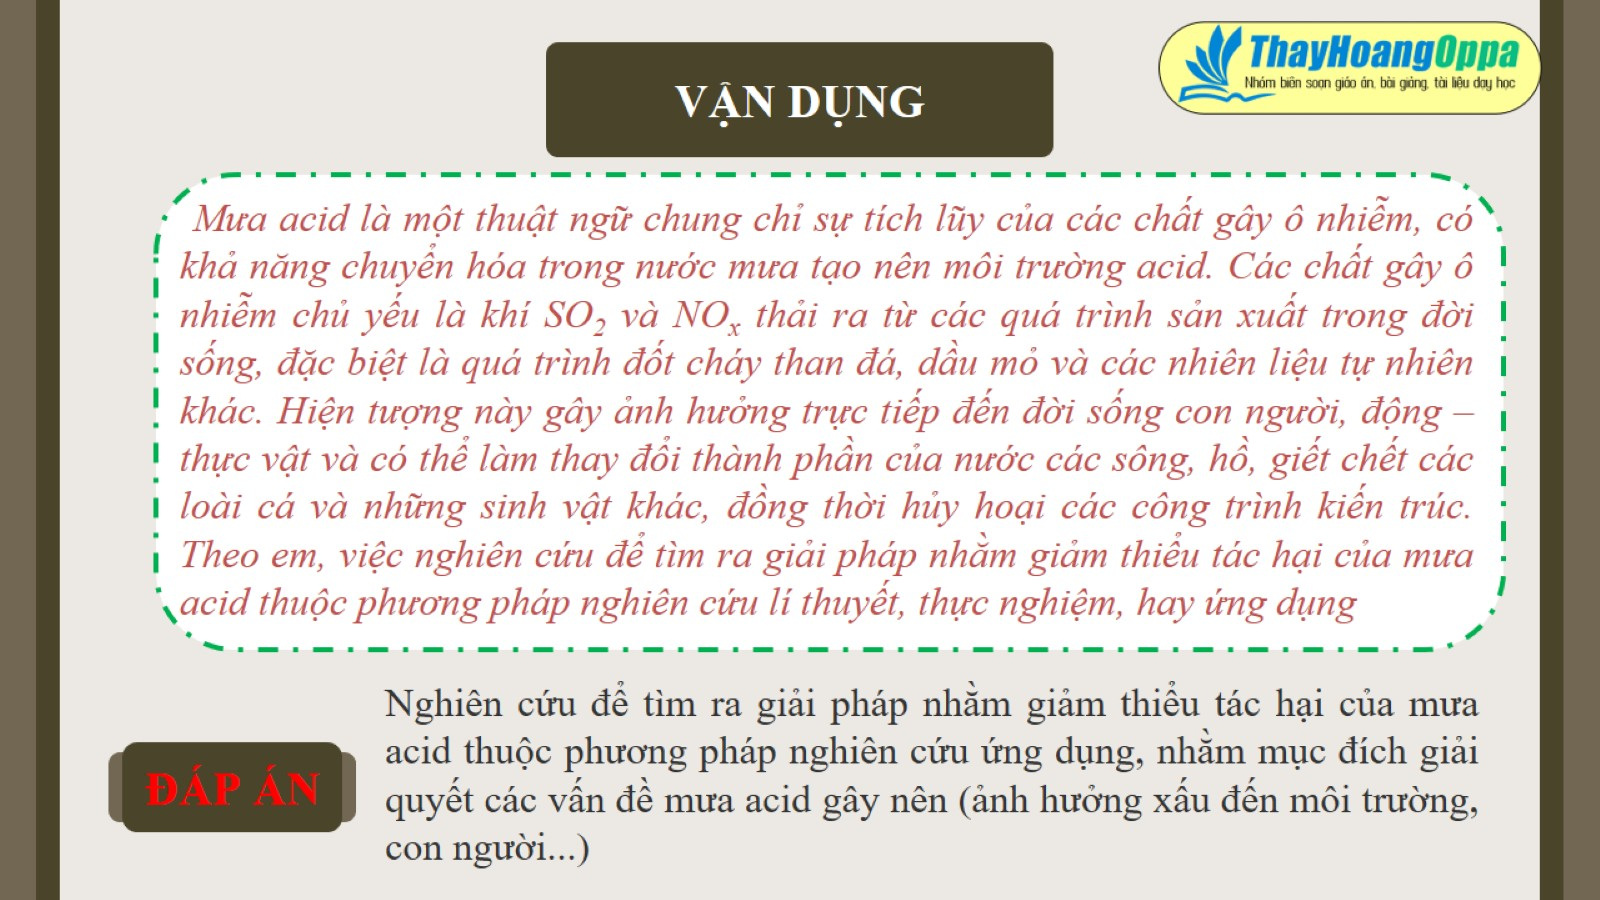 ThayHoangOppa
Nhóm biên soạn giáo án, bài giảng, tài liệu dạy học
VẬN DỤNG
Mưa acid là một thuật ngữ chung chỉ sự tích lũy của các chất gây ô nhiễm, có
khả năng chuyển hóa trong nước mưa tạo nên môi trường acid. Các chất gây ô
nhiễm chủ yếu là khí SO₂ và NOₓ thải ra từ các quá trình sản xuất trong đời
sống, đặc biệt là quá trình đốt cháy than đá, dầu mỏ và các nhiên liệu tự nhiên
khác. Hiện tượng này gây ảnh hưởng trực tiếp đến đời sống con người, động –
thực vật và có thể làm thay đổi thành phần của nước các sông, hồ, giết chết các
loài cá và những sinh vật khác, đồng thời hủy hoại các công trình kiến trúc.
Theo em, việc nghiên cứu để tìm ra giải pháp nhằm giảm thiểu tác hại của mưa
acid thuộc phương pháp nghiên cứu lí thuyết, thực nghiệm, hay ứng dụng
ĐÁP ÁN
Nghiên cứu để tìm ra giải pháp nhằm giảm thiểu tác hại của mưa
acid thuộc phương pháp nghiên cứu ứng dụng, nhằm mục đích giải
quyết các vấn đề mưa acid gây nên (ảnh hưởng xấu đến môi trường,
con người...)